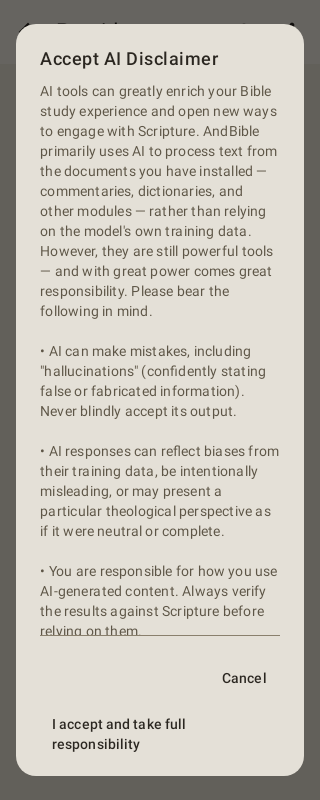 Accept AI Disclaimer
AI tools can greatly enrich your Bible
study experience and open new ways
to engage with Scripture. AndBible
primarily uses AI to process text from
the documents you have installed —
commentaries, dictionaries, and
other modules — rather than relying
on the model's own training data.
However, they are still powerful tools
— and with great power comes great
responsibility. Please bear the
following in mind.
• AI can make mistakes, including
"hallucinations" (confidently stating
false or fabricated information).
Never blindly accept its output.
• AI responses can reflect biases from
their training data, be intentionally
misleading, or may present a
particular theological perspective as
if it were neutral or complete.
• You are responsible for how you use
AI-generated content. Always verify
the results against Scripture before
relying on them
Cancel
I accept and take full
responsibility